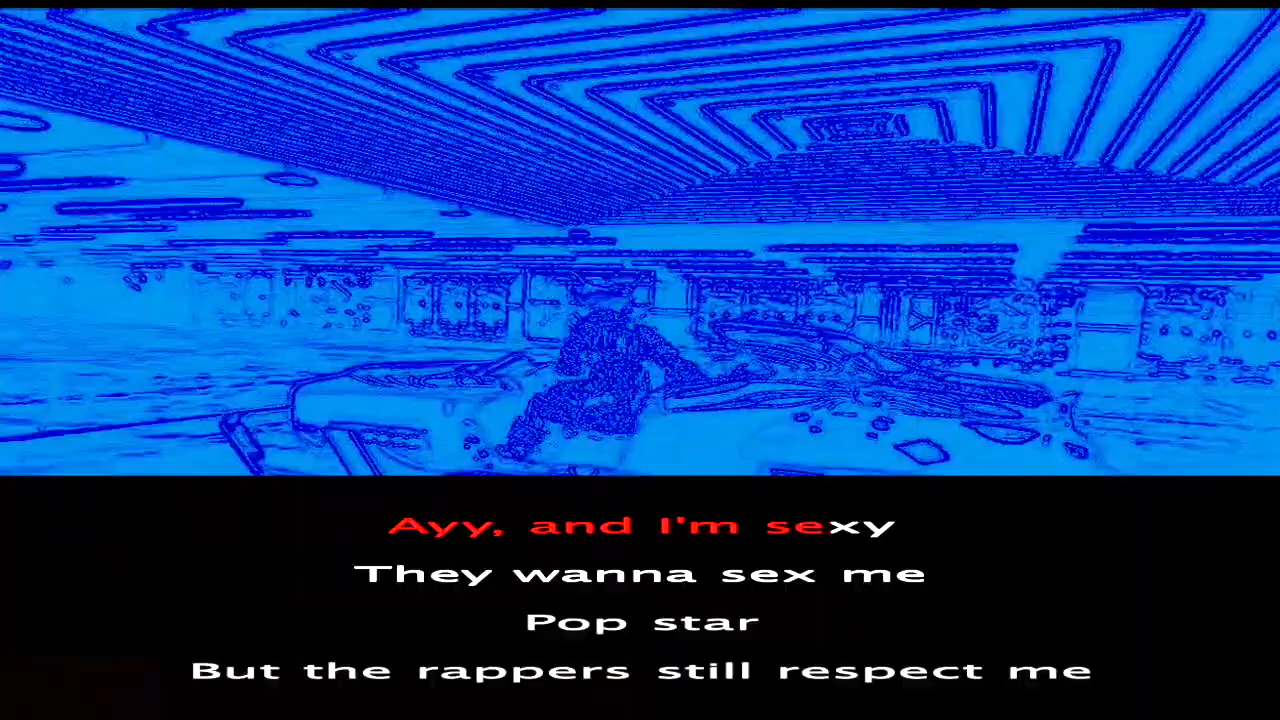 Ayy, and I'm sexy
They wanna sex me
Pop star
But the rappers still respect me